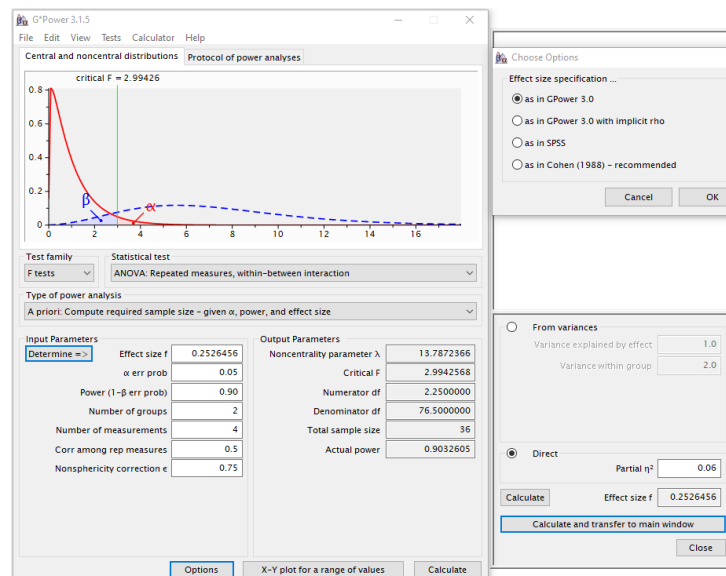 G*Power 3.1.5
File Edit View Tests Calculator Help
Central and noncentral distributions Protocol of power analyses
critical F = 2.99426
0.8
0.6
0.4
0.2
0
β
α
0 2 4 6 8 10 12 14 16
Test family Statistical test
F tests ANOVA: Repeated measures, within-between interaction
Type of power analysis
A priori: Compute required sample size - given α, power, and effect size
Input Parameters Output Parameters
Determine => Effect size f 0.2526456 Noncentrality parameter λ 13.7872366
α err prob 0.05 Critical F 2.9942568
Power (1-β err prob) 0.90 Numerator df 2.2500000
Number of groups 2 Denominator df 76.5000000
Number of measurements 4 Total sample size 36
Corr among rep measures 0.5 Actual power 0.9032605
Nonsphericity correction ϵ 0.75
Options X-Y plot for a range of values Calculate
Choose Options
Effect size specification ...
as in GPower 3.0
as in GPower 3.0 with implicit rho
as in SPSS
as in Cohen (1988) - recommended
Cancel OK
From variances
Variance explained by effect 1.0
Variance within group 2.0
Direct
Partial η² 0.06
Calculate Effect size f 0.2526456
Calculate and transfer to main window
Close